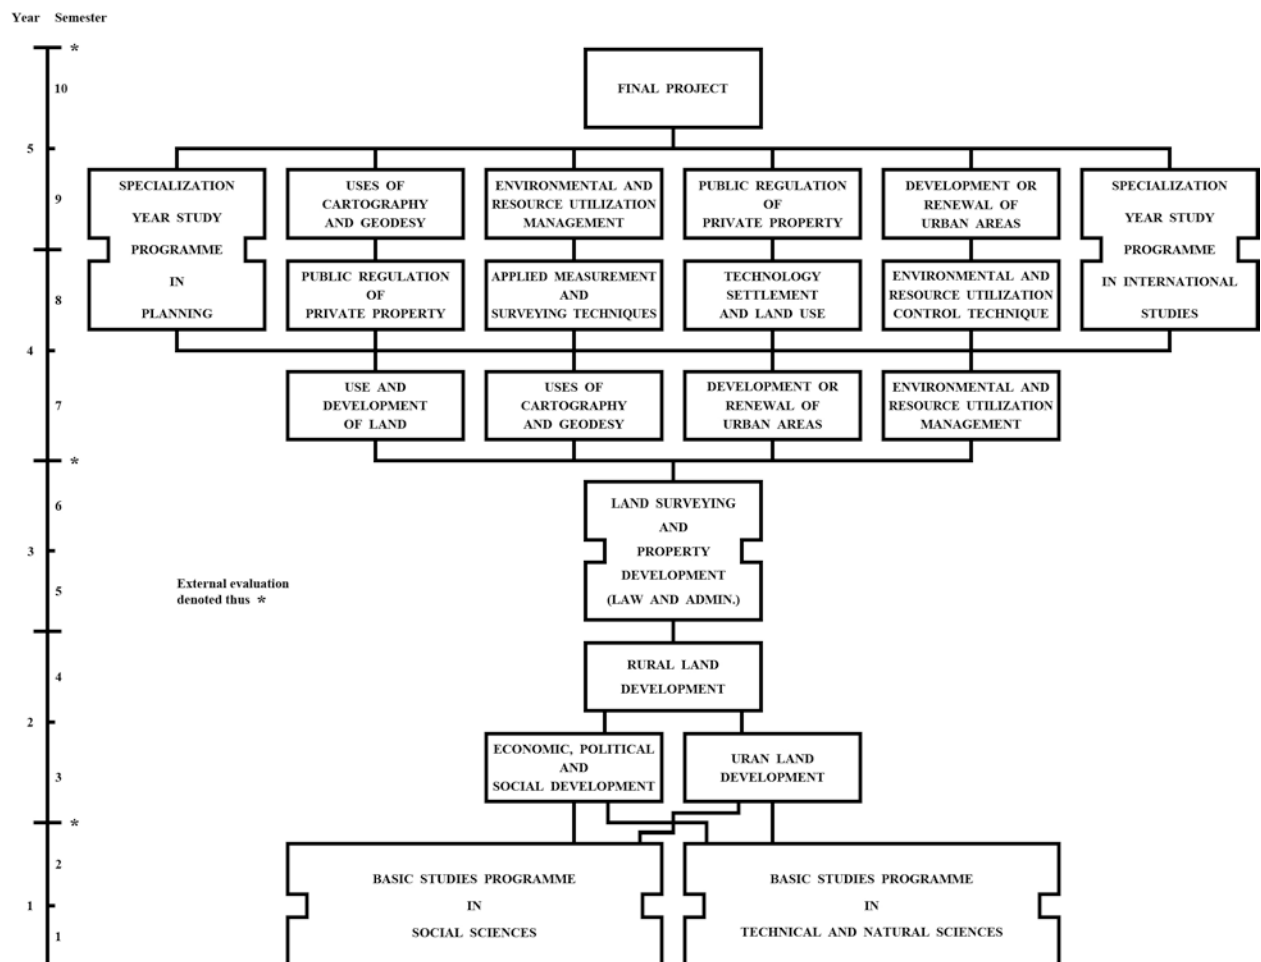 Year Semester
*
10
FINAL PROJECT
5
9
SPECIALIZATION
YEAR STUDY
PROGRAMME
IN
PLANNING
USES OF
CARTOGRAPHY
AND GEODESY
ENVIRONMENTAL AND
RESOURCE UTILIZATION
MANAGEMENT
PUBLIC REGULATION
OF
PRIVATE PROPERTY
DEVELOPMENT OR
RENEWAL OF
URBAN AREAS
SPECIALIZATION
YEAR STUDY
PROGRAMME
IN INTERNATIONAL
STUDIES
8
PUBLIC REGULATION
OF
PRIVATE PROPERTY
APPLIED MEASUREMENT
AND
SURVEYING TECHNIQUES
TECHNOLOGY
SETTLEMENT
AND LAND USE
ENVIRONMENTAL AND
RESOURCE UTILIZATION
CONTROL TECHNIQUE
4
7
USE AND
DEVELOPMENT
OF LAND
USES OF
CARTOGRAPHY
AND GEODESY
DEVELOPMENT OR
RENEWAL OF
URBAN AREAS
ENVIRONMENTAL AND
RESOURCE UTILIZATION
MANAGEMENT
*
6
LAND SURVEYING
AND
PROPERTY
DEVELOPMENT
(LAW AND ADMIN.)
3
5
External evaluation
denoted thus *
4
RURAL LAND
DEVELOPMENT
2
3
ECONOMIC, POLITICAL
AND
SOCIAL DEVELOPMENT
URAN LAND
DEVELOPMENT
*
2
BASIC STUDIES PROGRAMME
IN
SOCIAL SCIENCES
BASIC STUDIES PROGRAMME
IN
TECHNICAL AND NATURAL SCIENCES
1
1